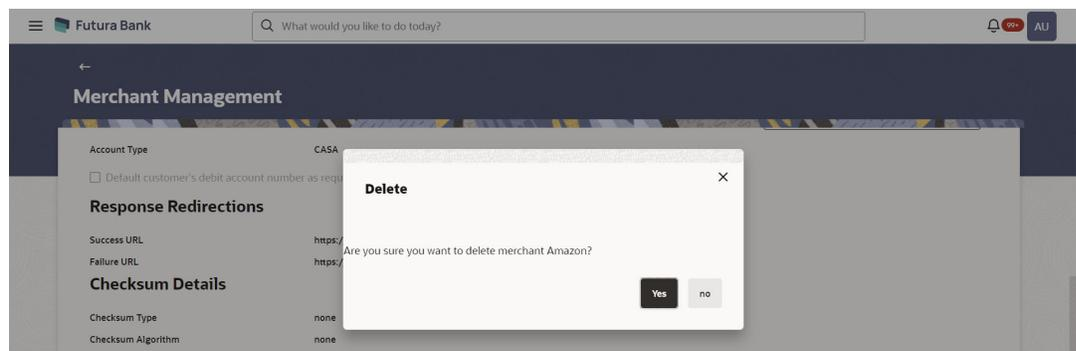 Futura Bank
What would you like to do today?
99+
AU
Merchant Management
Account Type CASA
Default customer's debit account number as requ
Response Redirections
Success URL https:/
Failure URL https:/
Checksum Details
Checksum Type none
Checksum Algorithm none
Delete
Are you sure you want to delete merchant Amazon?
Yes no